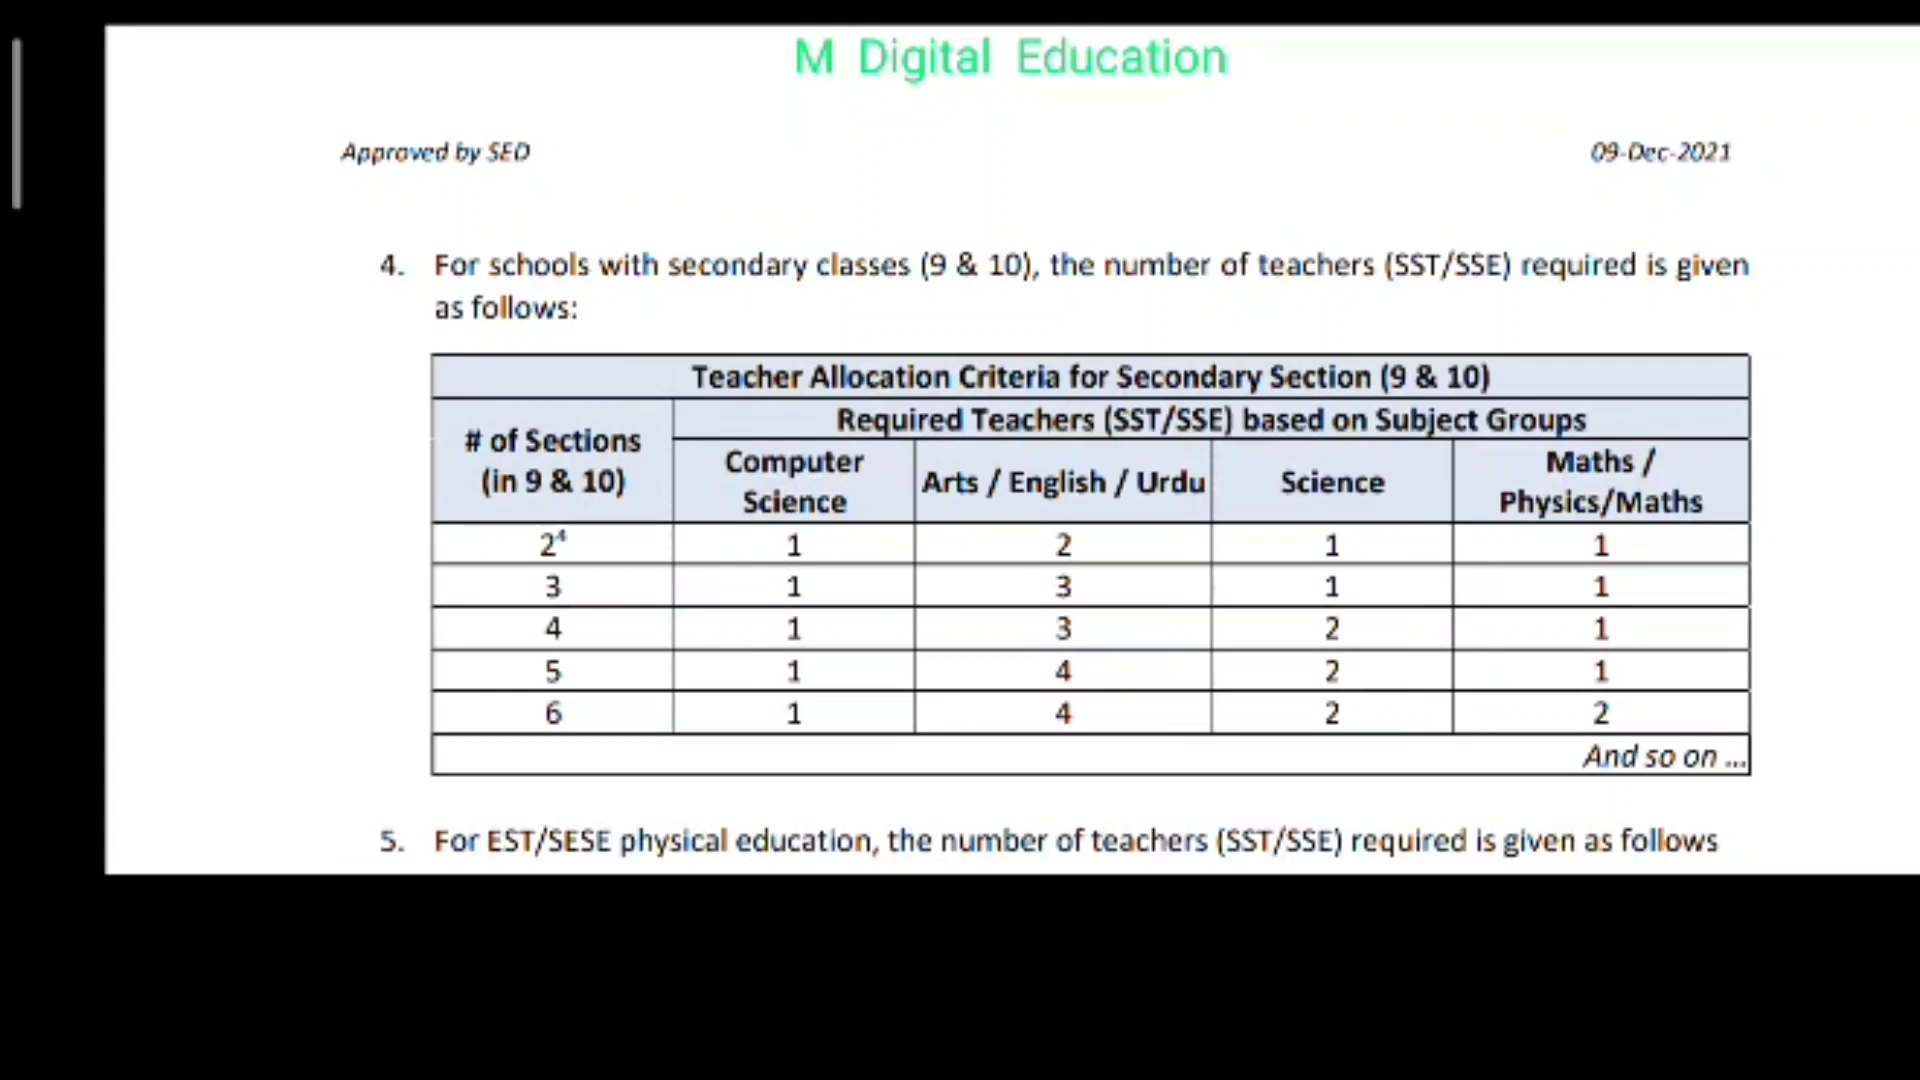 M Digital Education
Approved by SED 09-Dec-2021
4. For schools with secondary classes (9 & 10), the number of teachers (SST/SSE) required is given
as follows:
Teacher Allocation Criteria for Secondary Section (9 & 10)
# of Sections (in 9 & 10) Required Teachers (SST/SSE) based on Subject Groups
Computer Science Arts / English / Urdu Science Maths / Physics/Maths
2⁴ 1 2 1 1
3 1 3 1 1
4 1 3 2 1
5 1 4 2 1
6 1 4 2 2
And so on ...
5. For EST/SESE physical education, the number of teachers (SST/SSE) required is given as follows